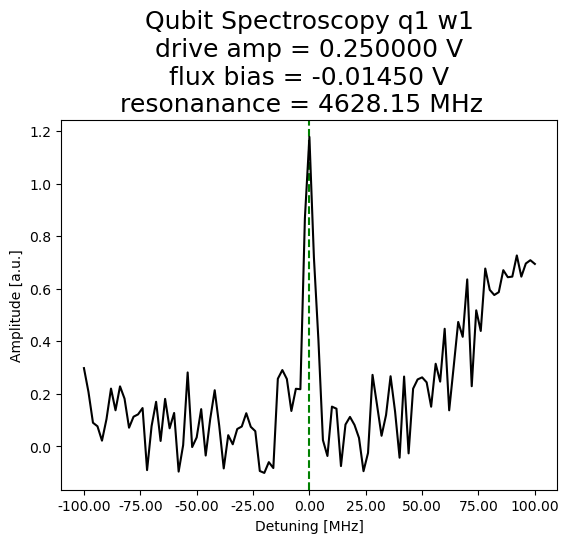 Qubit Spectroscopy q1 w1
drive amp = 0.250000 V
flux bias = -0.01450 V
resonanance = 4628.15 MHz
1.2
1.0
0.8
0.6
0.4
0.2
0.0
Amplitude [a.u.]
-100.00 -75.00 -50.00 -25.00 0.00 25.00 50.00 75.00 100.00
Detuning [MHz]